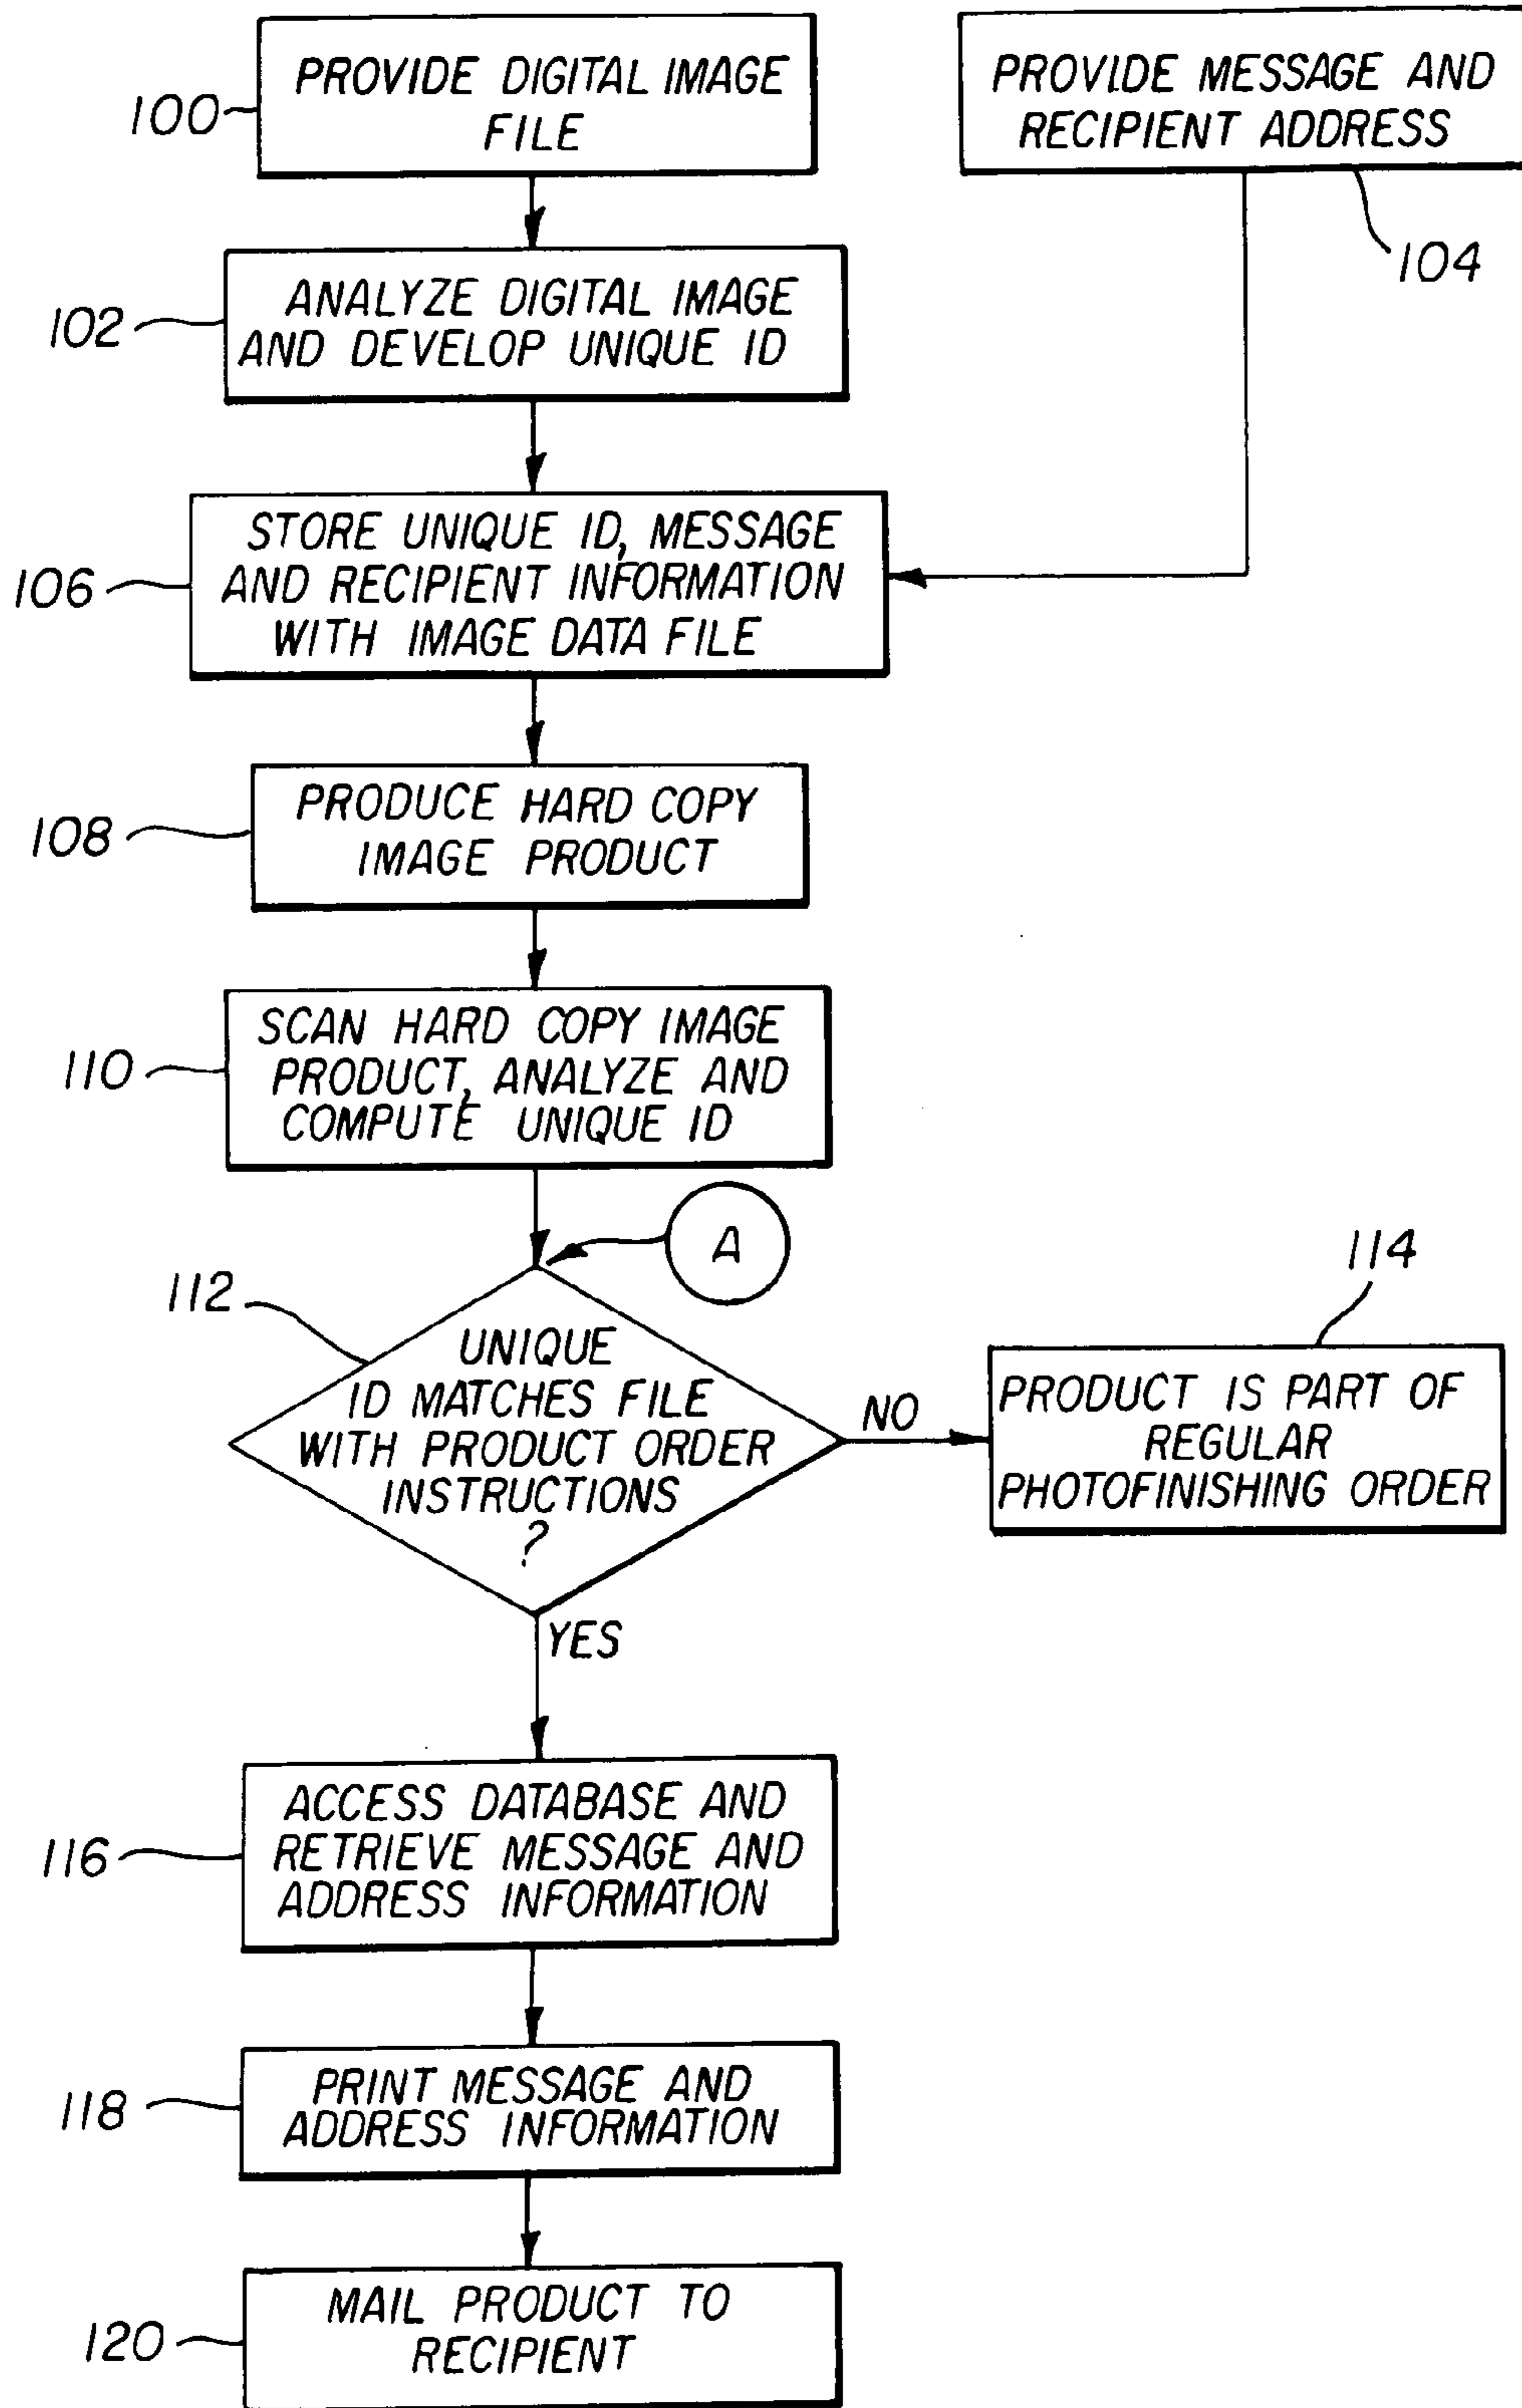 100
PROVIDE DIGITAL IMAGE
FILE
PROVIDE MESSAGE AND
RECIPIENT ADDRESS
104
102
ANALYZE DIGITAL IMAGE
AND DEVELOP UNIQUE ID
106
STORE UNIQUE ID, MESSAGE
AND RECIPIENT INFORMATION
WITH IMAGE DATA FILE
108
PRODUCE HARD COPY
IMAGE PRODUCT
110
SCAN HARD COPY IMAGE
PRODUCT, ANALYZE AND
COMPUTE UNIQUE ID
A
112
UNIQUE
ID MATCHES FILE
WITH PRODUCT ORDER
INSTRUCTIONS
?
NO
114
PRODUCT IS PART OF
REGULAR
PHOTOFINISHING ORDER
YES
116
ACCESS DATABASE AND
RETRIEVE MESSAGE AND
ADDRESS INFORMATION
118
PRINT MESSAGE AND
ADDRESS INFORMATION
120
MAIL PRODUCT TO
RECIPIENT